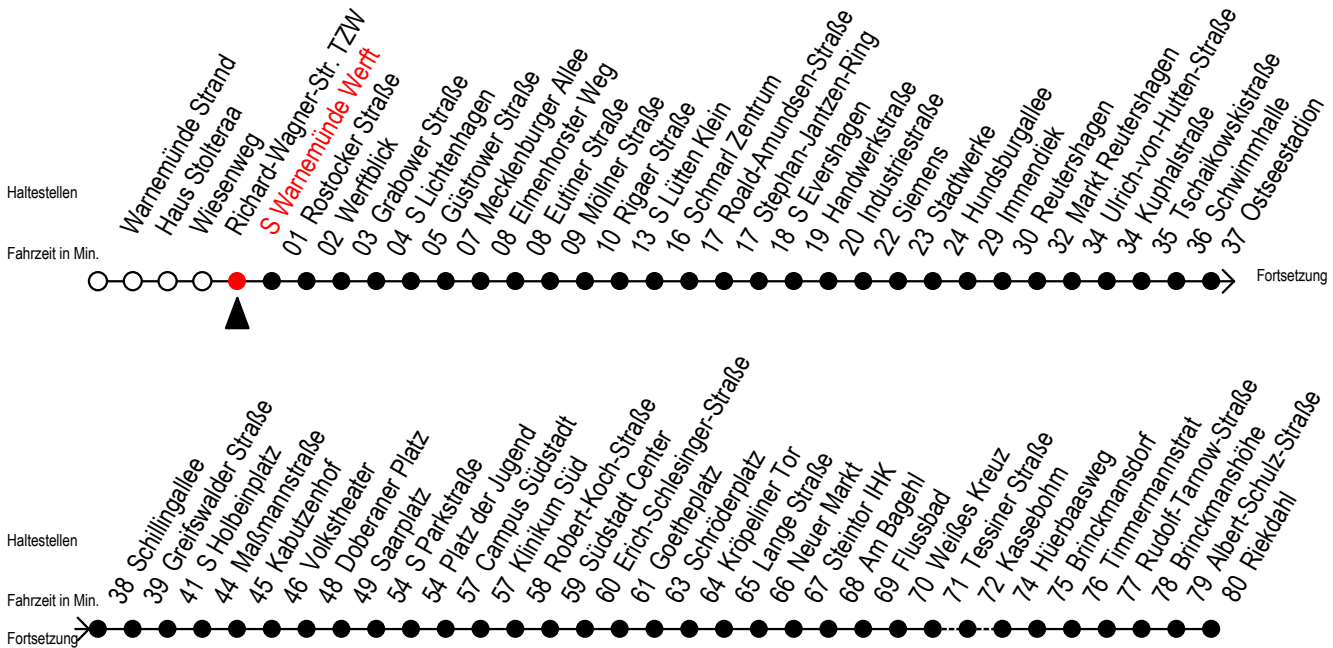 Haltestellen
Warnemünde Strand
Haus Stolteraa
Wiesenweg
Richard-Wagner-Str. TZW
S Warnemünde Werft
Fahrzeit in Min.
01 Rostocker Straße
02 Werftblick
03 Grabower Straße
04 S Lichtenhagen
05 Güstrower Straße
07 Mecklenburger Allee
08 Elmenhorster Weg
08 Eutiner Straße
09 Möllner Straße
10 Rigaer Straße
13 S Lütten Klein
16 Schmarl Zentrum
17 Roald-Amundsen-Straße
17 Stephan-Jantzen-Ring
18 S Evershagen
19 Handwerkstraße
20 Industriestraße
22 Siemens
23 Stadtwerke
24 Hundsburgallee
29 Immendiek
30 Reutershagen
32 Markt Reutershagen
34 Ulrich-von-Hutten-Straße
34 Kuphalstraße
35 Tschaikowskistraße
36 Schwimmhalle
37 Ostseestadion
Fortsetzung
Haltestellen
Fahrzeit in Min.
38 Schillingallee
39 Greifswalder Straße
41 S Holbeinplatz
44 Maßmannstraße
45 Kabutzenhof
46 Volkstheater
48 Doberaner Platz
49 Saarplatz
54 S Parkstraße
54 Platz der Jugend
57 Campus Südstadt
57 Klinikum Süd
58 Robert-Koch-Straße
59 Südstadt Center
60 Erich-Schlesinger-Straße
61 Goetheplatz
63 Schröderplatz
64 Kröpeliner Tor
65 Lange Straße
66 Neuer Markt
67 Steintor IHK
68 Am Bagehl
69 Flussbad
70 Weißes Kreuz
71 Tessiner Straße
72 Kassebohm
74 Hüerbaasweg
75 Brinckmansdorf
76 Timmermannstrat
77 Rudolf-Tarnow-Straße
78 Brinckmanshöhe
79 Albert-Schulz-Straße
80 Riekdahl
Fortsetzung